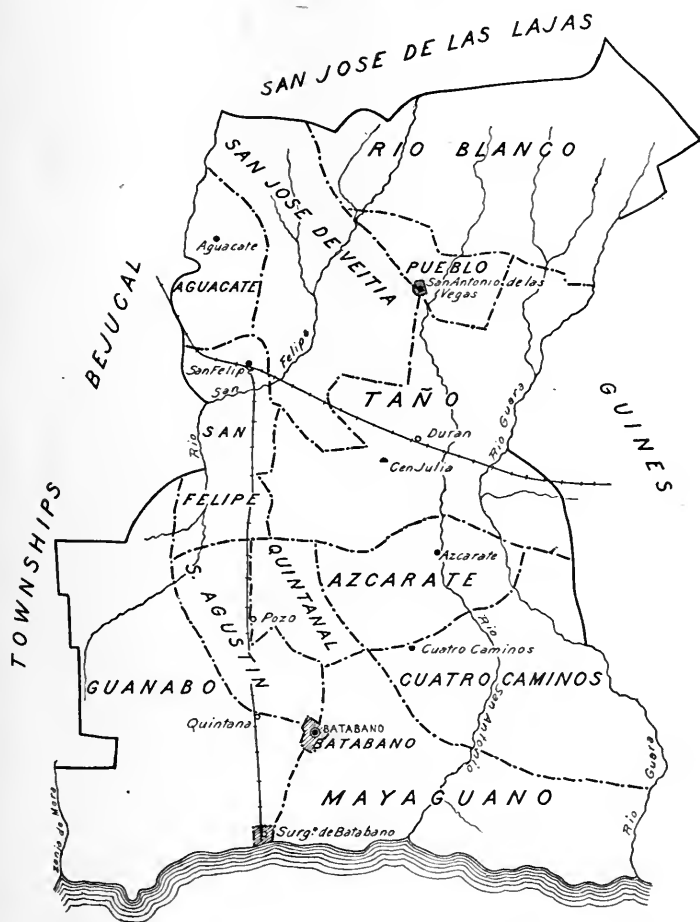 SAN JOSE DE LAS LAJAS
RIO BLANCO
SAN JOSE DE VEITIA
Aguacate
AGUACATE
PUEBLO
San Antonio de las
Vegas
BEJUCAL
San Felipe
Rio San Felipe
TAÑO
GUINES
Duran
Rio Guara
SAN
FELIPE
Cen Julia
TOWNSHIPS
Azcarate
AZCARATE
QUINTANAL
S. AGUSTIN
Pozo
Cuatro Caminos
CUATRO CAMINOS
GUANABO
Rio San Antonio
Quintana
BATABANO
BATABANO
MAYAGUANO
Rio Guara
Surg.º de Batabano